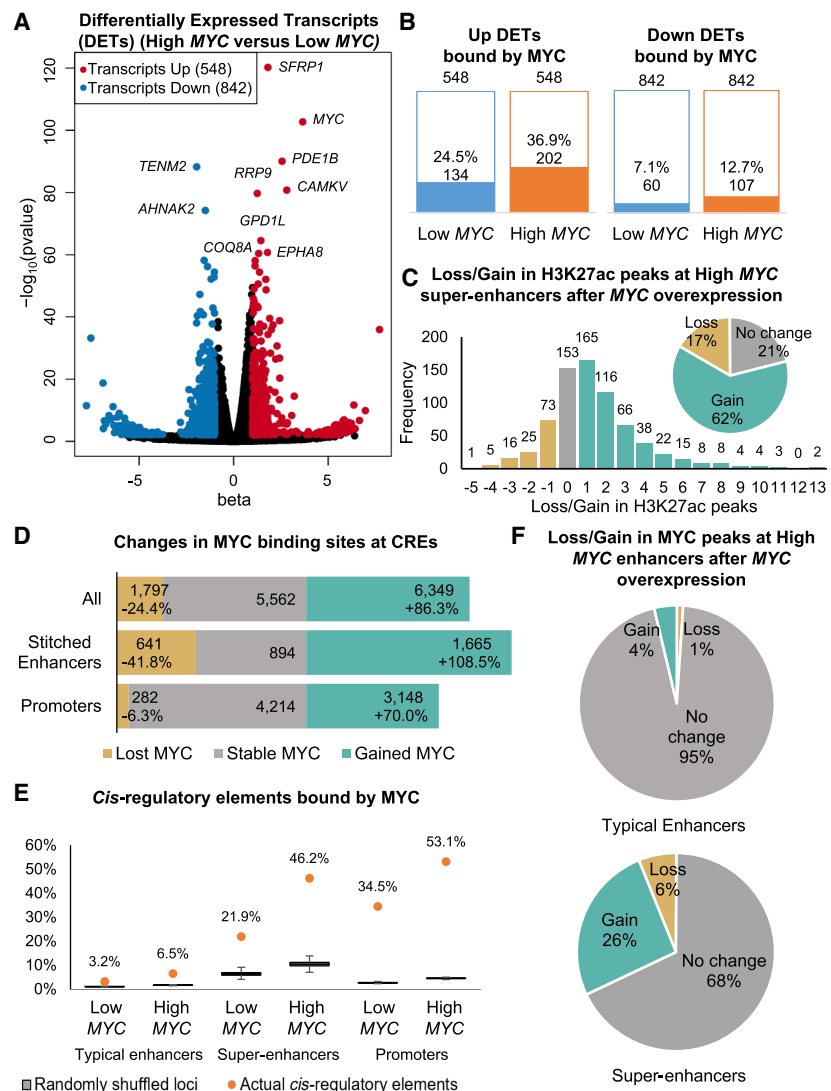 A
Differentially Expressed Transcripts
(DETs) (High MYC versus Low MYC)
Transcripts Up (548)
Transcripts Down (842)
SFRP1
MYC
PDE1B
TENM2
RRP9
CAMKV
AHNAK2
GPD1L
COQ8A
EPHA8
120
100
80
60
40
20
0
−log10(pvalue)
-5
0
5
beta
B
Up DETs
bound by MYC
Down DETs
bound by MYC
548
548
842
842
24.5%
134
36.9%
202
7.1%
60
12.7%
107
Low MYC
High MYC
Low MYC
High MYC
C
Loss/Gain in H3K27ac peaks at High MYC
super-enhancers after MYC overexpression
Frequency
200
150
100
50
0
1
5
16
25
73
153
165
116
66
38
22
15
8
8
4
4
3
0
2
-5 -4 -3 -2 -1 0 1 2 3 4 5 6 7 8 9 10 11 12 13
Loss/Gain in H3K27ac peaks
Loss
17%
No change
21%
Gain
62%
D
Changes in MYC binding sites at CREs
All
1,797
-24.4%
5,562
6,349
+86.3%
Stitched
Enhancers
641
-41.8%
894
1,665
+108.5%
Promoters
282
-6.3%
4,214
3,148
+70.0%
Lost MYC
Stable MYC
Gained MYC
E
Cis-regulatory elements bound by MYC
60%
50%
40%
30%
20%
10%
0%
3.2%
6.5%
21.9%
46.2%
34.5%
53.1%
Low
MYC
High
MYC
Low
MYC
High
MYC
Low
MYC
High
MYC
Typical enhancers
Super-enhancers
Promoters
Randomly shuffled loci
Actual cis-regulatory elements
F
Loss/Gain in MYC peaks at High
MYC enhancers after MYC
overexpression
Gain
4%
Loss
1%
No
change
95%
Typical Enhancers
Loss
6%
Gain
26%
No change
68%
Super-enhancers